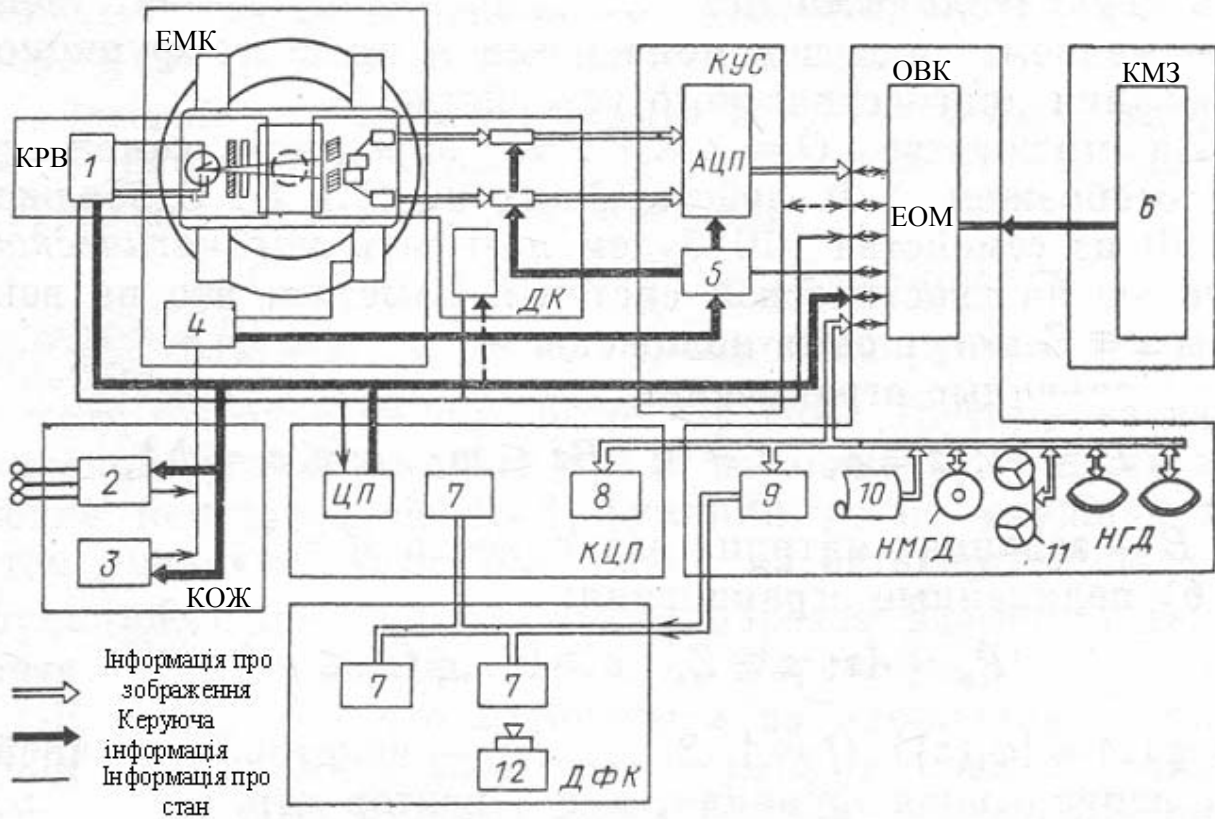 ЕМК
КУС
ОВК
КМЗ
КРВ
1
АЦП
ЕОМ
6
5
ДК
4
2
ЦП
7
8
9
10
3
КОЖ
КЦП
НМГД
11
НГД
7
7
12
ДФК
Інформація про
зображення
Керуюча
інформація
Інформація про
стан